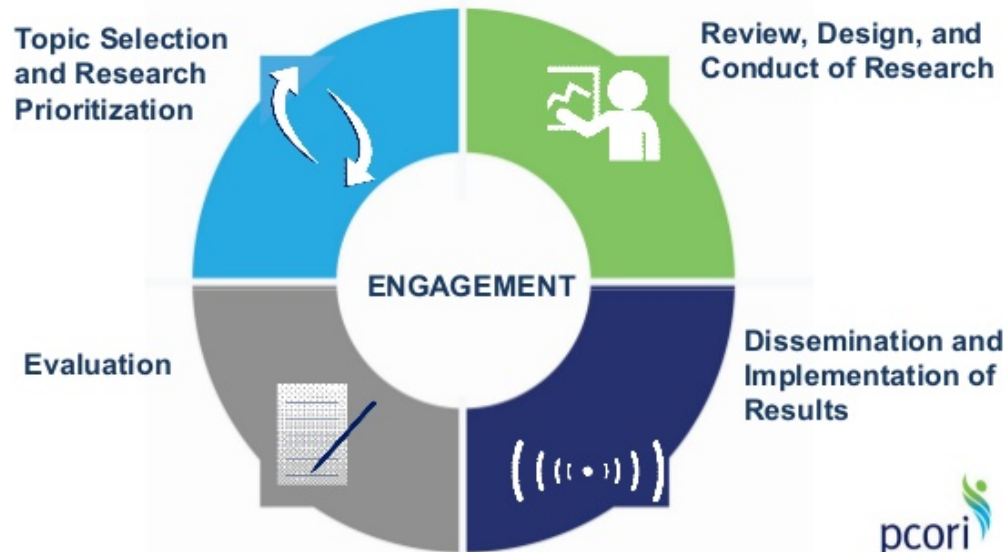 Topic Selection
and Research
Prioritization
Review, Design, and
Conduct of Research
ENGAGEMENT
Evaluation
Dissemination and
Implementation of
Results
pcori